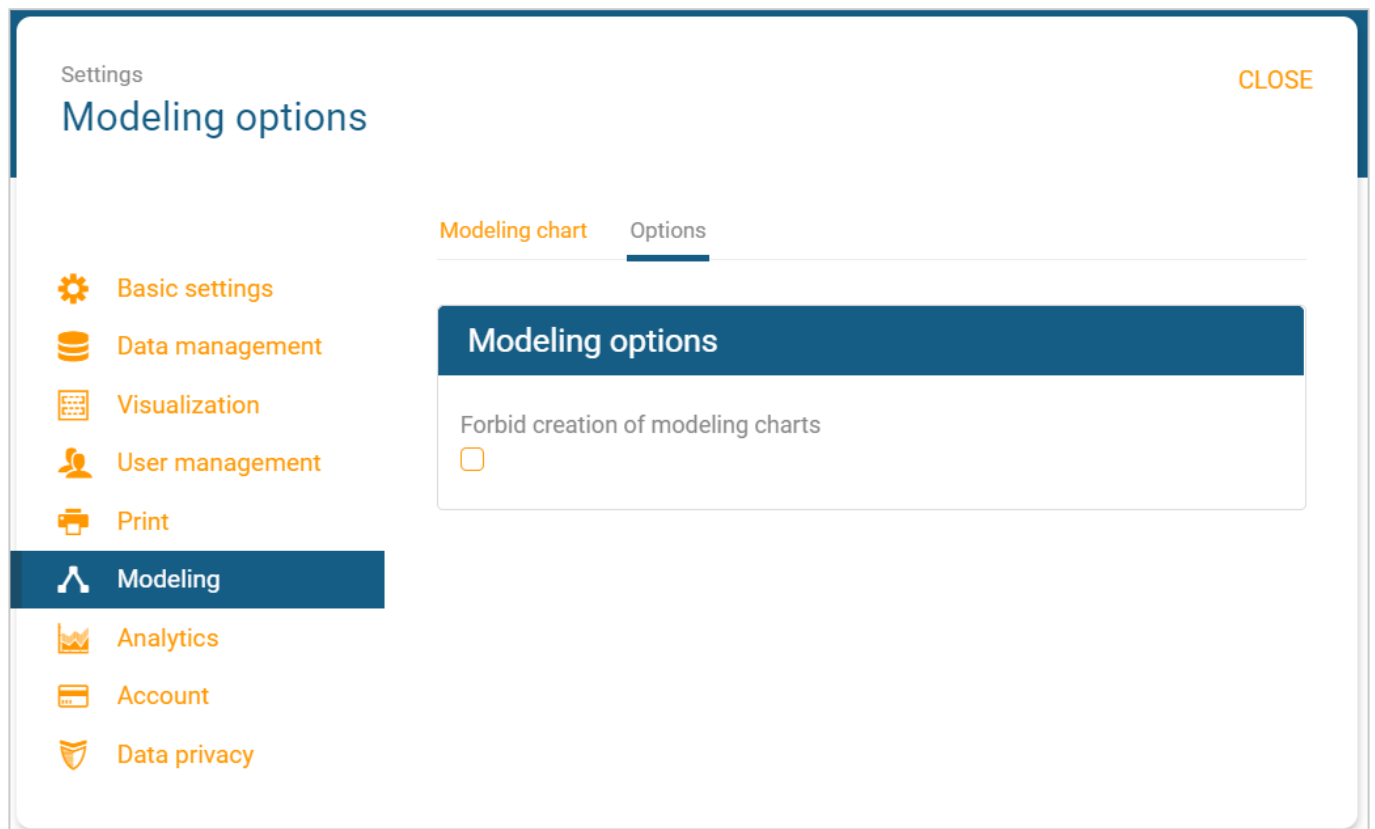 Settings
CLOSE
Modeling options
Modeling chart
Options
Basic settings
Data management
Visualization
User management
Print
Modeling
Analytics
Account
Data privacy
Modeling options
Forbid creation of modeling charts